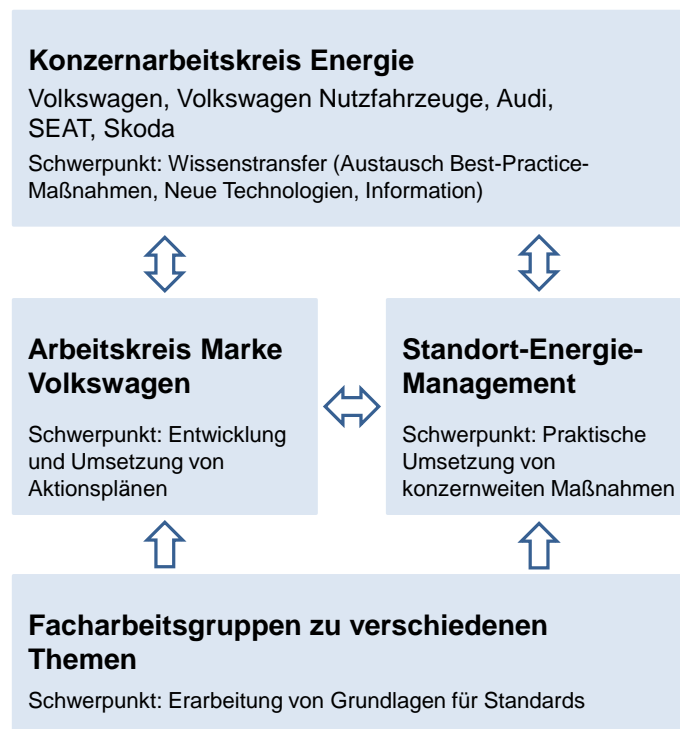 Konzernarbeitskreis Energie
Volkswagen, Volkswagen Nutzfahrzeuge, Audi,
SEAT, Skoda
Schwerpunkt: Wissenstransfer (Austausch Best-Practice-
Maßnahmen, Neue Technologien, Information)
Arbeitskreis Marke
Volkswagen
Schwerpunkt: Entwicklung
und Umsetzung von
Aktionsplänen
Standort-Energie-
Management
Schwerpunkt: Praktische
Umsetzung von
konzernweiten Maßnahmen
Facharbeitsgruppen zu verschiedenen
Themen
Schwerpunkt: Erarbeitung von Grundlagen für Standards